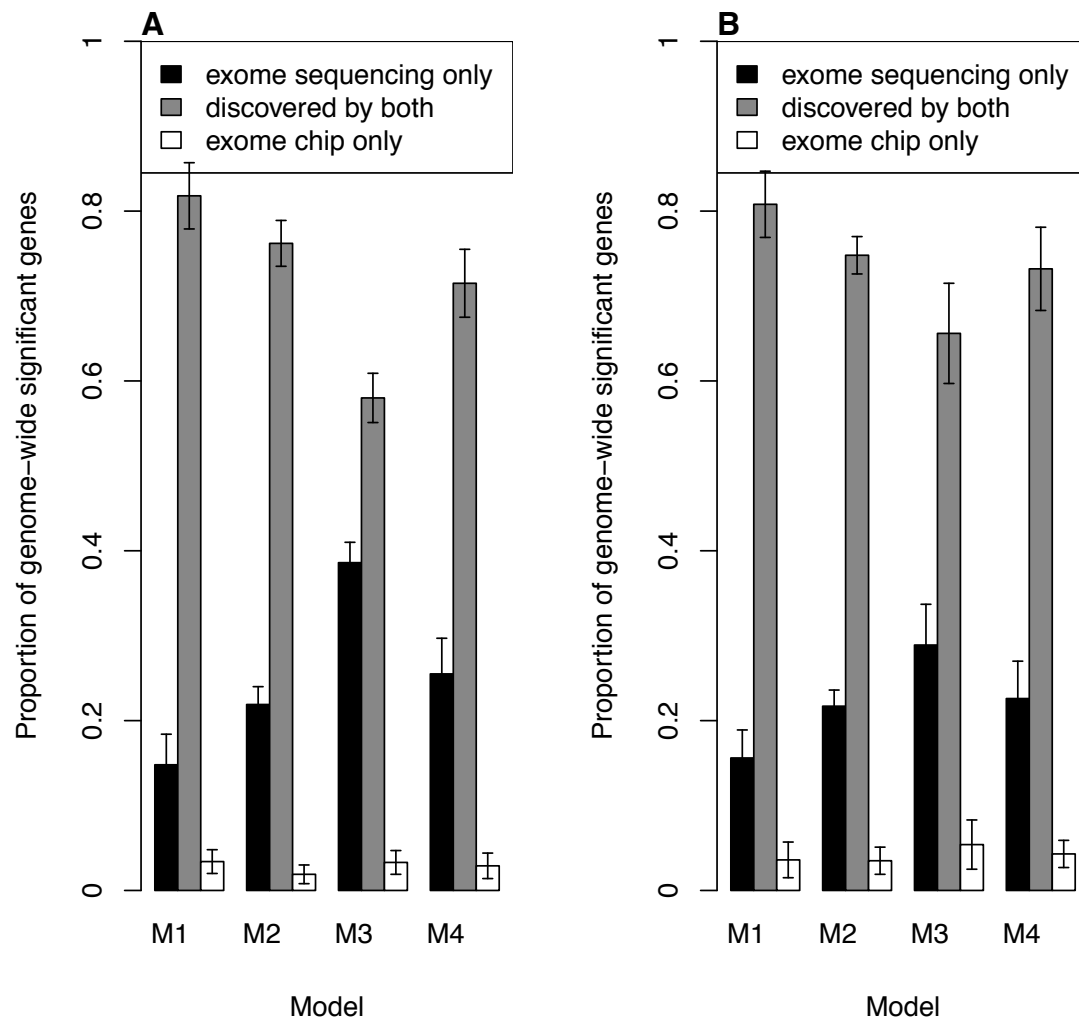 A
exome sequencing only
discovered by both
exome chip only
Proportion of genome−wide significant genes
1
0.8
0.6
0.4
0.2
0
M1 M2 M3 M4
Model
B
exome sequencing only
discovered by both
exome chip only
Proportion of genome−wide significant genes
1
0.8
0.6
0.4
0.2
0
M1 M2 M3 M4
Model